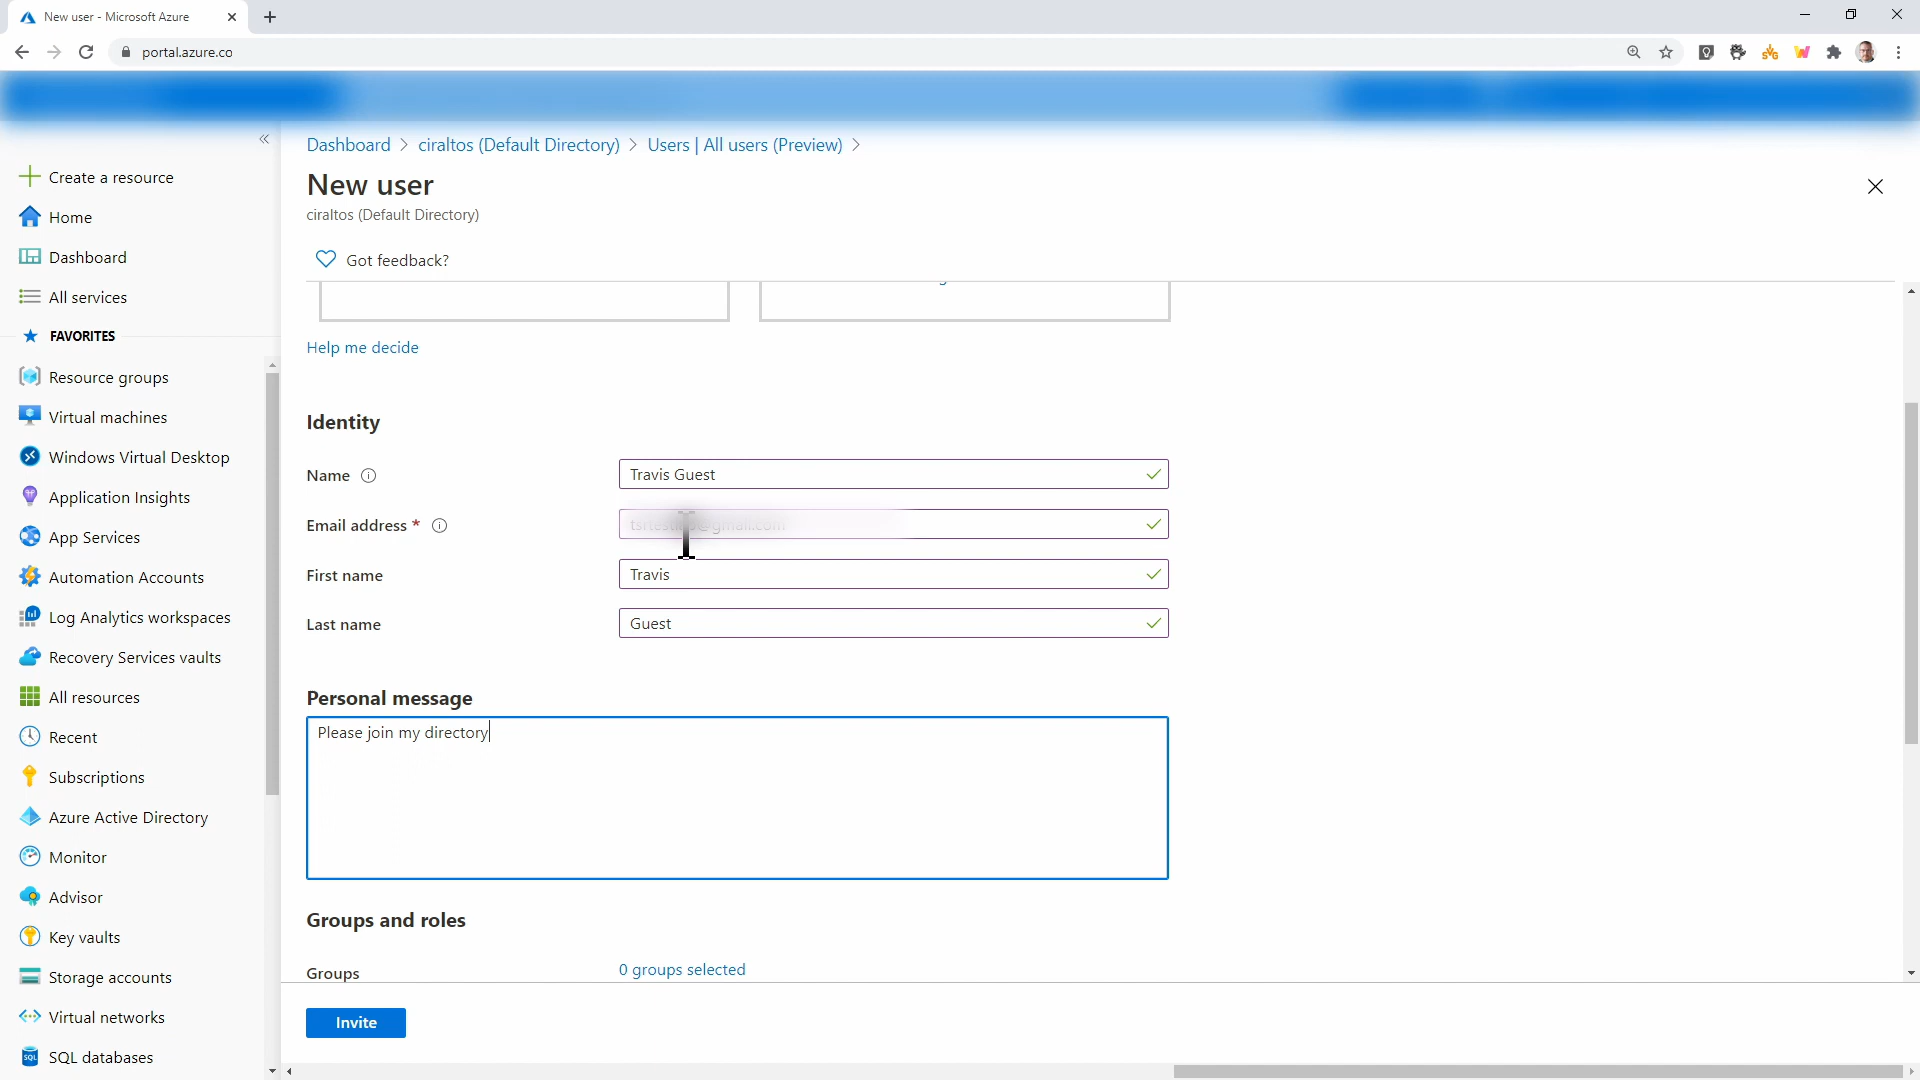 New user - Microsoft Azure
portal.azure.co
Dashboard > ciraltos (Default Directory) > Users | All users (Preview) >
New user
ciraltos (Default Directory)
Got feedback?
Create a resource
Home
Dashboard
All services
FAVORITES
Resource groups
Virtual machines
Windows Virtual Desktop
Application Insights
App Services
Automation Accounts
Log Analytics workspaces
Recovery Services vaults
All resources
Recent
Subscriptions
Azure Active Directory
Monitor
Advisor
Key vaults
Storage accounts
Virtual networks
SQL databases
Help me decide
Identity
Name
Travis Guest
Email address *
First name
Travis
Last name
Guest
Personal message
Please join my directory
Groups and roles
Groups
0 groups selected
Invite